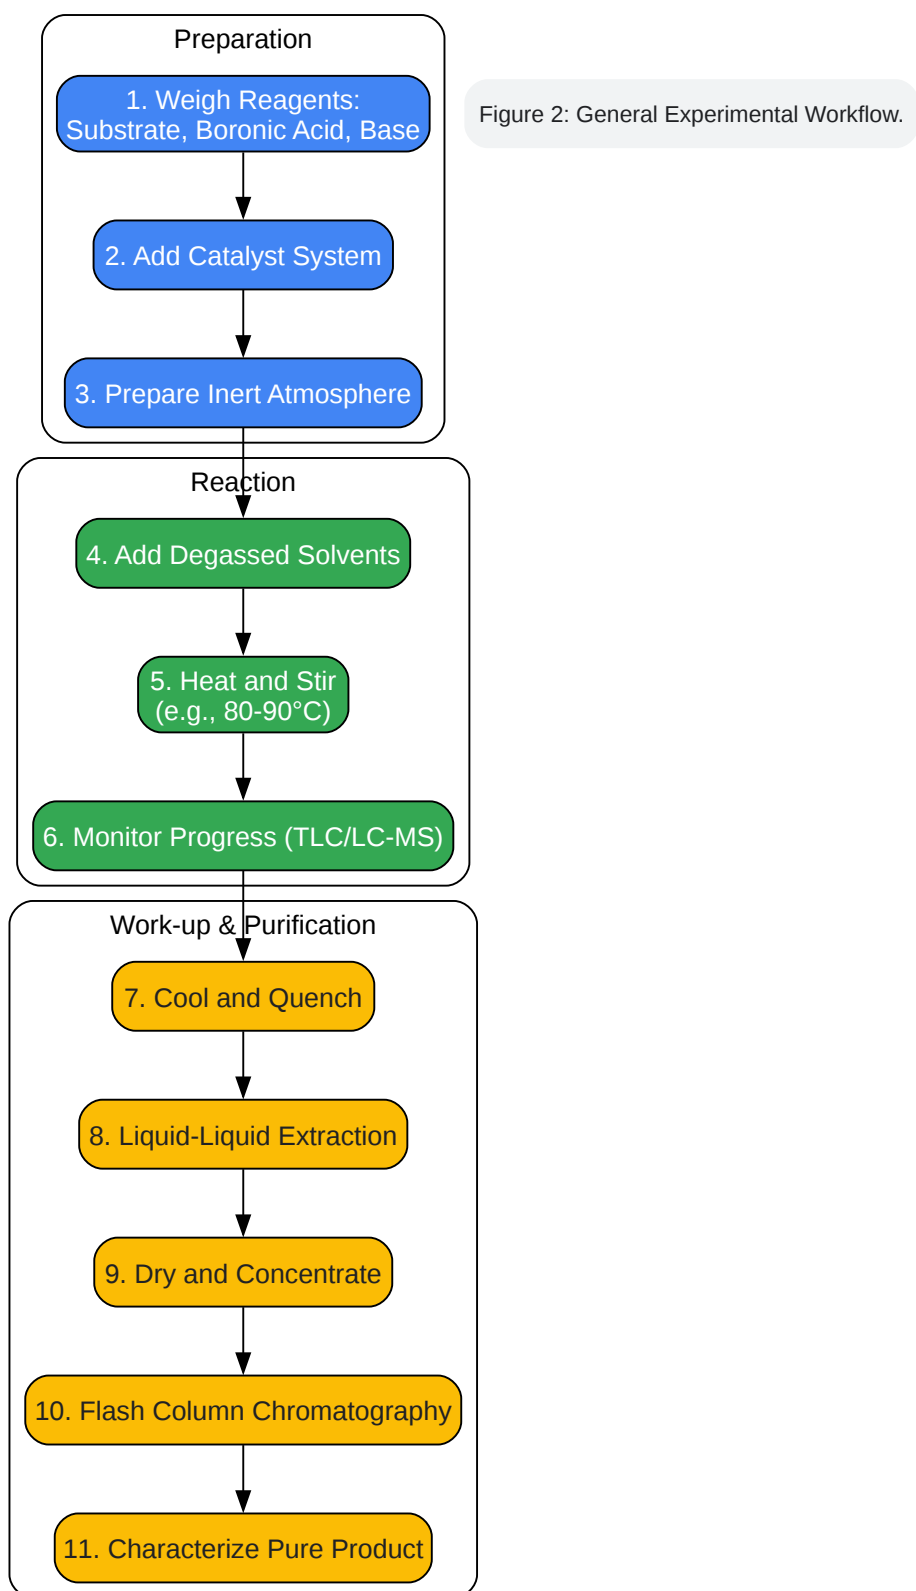 Preparation
1. Weigh Reagents:
Substrate, Boronic Acid, Base
Figure 2: General Experimental Workflow.
2. Add Catalyst System
3. Prepare Inert Atmosphere
Reaction
4. Add Degassed Solvents
5. Heat and Stir
(e.g., 80-90°C)
6. Monitor Progress (TLC/LC-MS)
Work-up & Purification
7. Cool and Quench
8. Liquid-Liquid Extraction
9. Dry and Concentrate
10. Flash Column Chromatography
11. Characterize Pure Product